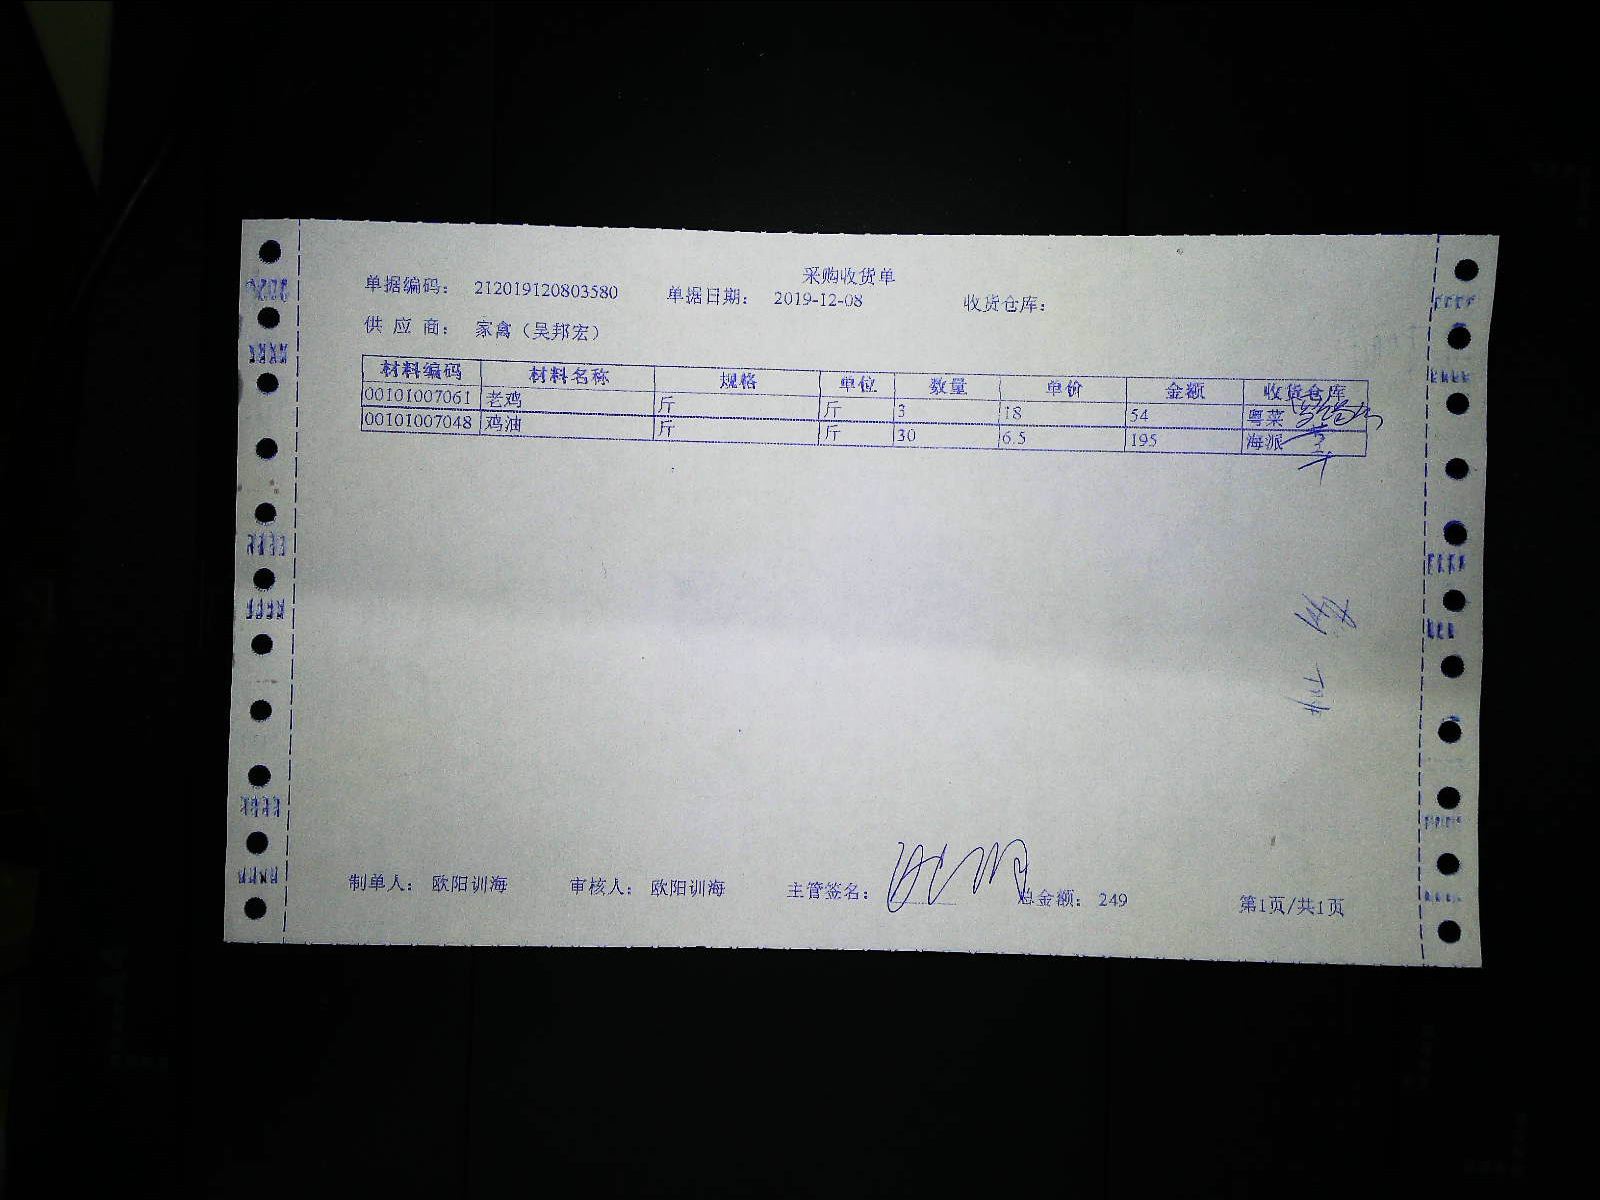 采购收货单
单据编码： 212019120803580 单据日期： 2019-12-08 收货仓库：
供 应 商： 家禽（吴邦宏）
材料编码 材料名称 规格 单位 数量 单价 金额 收货仓库
00101007061 老鸡 斤 斤 3 18 54 粤菜
00101007048 鸡油 斤 斤 30 6.5 195 海派
制单人： 欧阳训海 审核人： 欧阳训海 主管签名： 总金额： 249 第1页/共1页